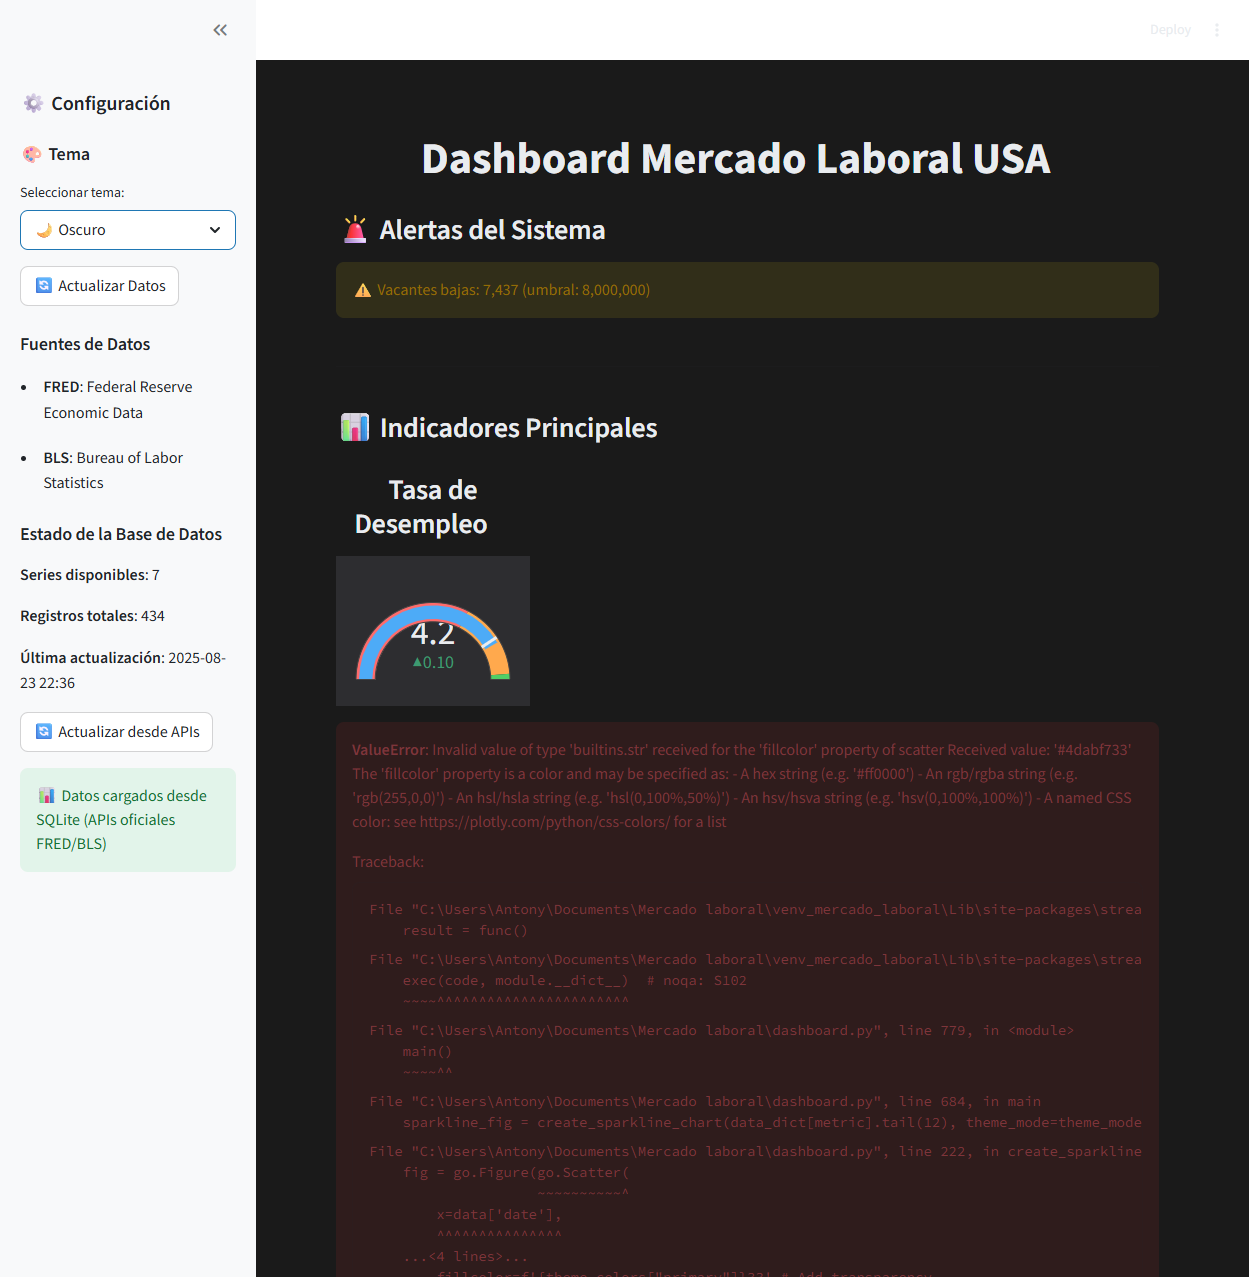 Deploy
Configuración
Tema
Seleccionar tema:
Oscuro
Actualizar Datos
Fuentes de Datos
FRED: Federal Reserve
Economic Data
BLS: Bureau of Labor
Statistics
Estado de la Base de Datos
Series disponibles: 7
Registros totales: 434
Última actualización: 2025-08-
23 22:36
Actualizar desde APIs
Datos cargados desde
SQLite (APIs oficiales
FRED/BLS)
Dashboard Mercado Laboral USA
Alertas del Sistema
Vacantes bajas: 7,437 (umbral: 8,000,000)
Indicadores Principales
Tasa de
Desempleo
4.2
▲0.10
ValueError: Invalid value of type 'builtins.str' received for the 'fillcolor' property of scatter Received value: '#4dabf733'
The 'fillcolor' property is a color and may be specified as: - A hex string (e.g. '#ff0000') - An rgb/rgba string (e.g.
'rgb(255,0,0)') - An hsl/hsla string (e.g. 'hsl(0,100%,50%)') - An hsv/hsva string (e.g. 'hsv(0,100%,100%)') - A named CSS
color: see https://plotly.com/python/css-colors/ for a list
Traceback:
File "C:\Users\Antony\Documents\Mercado laboral\venv_mercado_laboral\Lib\site-packages\strea
result = func()
File "C:\Users\Antony\Documents\Mercado laboral\venv_mercado_laboral\Lib\site-packages\strea
exec(code, module.__dict__)  # noqa: S102
~~~~^^^^^^^^^^^^^^^^^^^^^^^
File "C:\Users\Antony\Documents\Mercado laboral\dashboard.py", line 779, in <module>
main()
~~~~^^
File "C:\Users\Antony\Documents\Mercado laboral\dashboard.py", line 684, in main
sparkline_fig = create_sparkline_chart(data_dict[metric].tail(12), theme_mode=theme_mode
File "C:\Users\Antony\Documents\Mercado laboral\dashboard.py", line 222, in create_sparkline
fig = go.Figure(go.Scatter(
~~~~~~~~~~^
x=data['date'],
^^^^^^^^^^^^^^^
...<4 lines>...